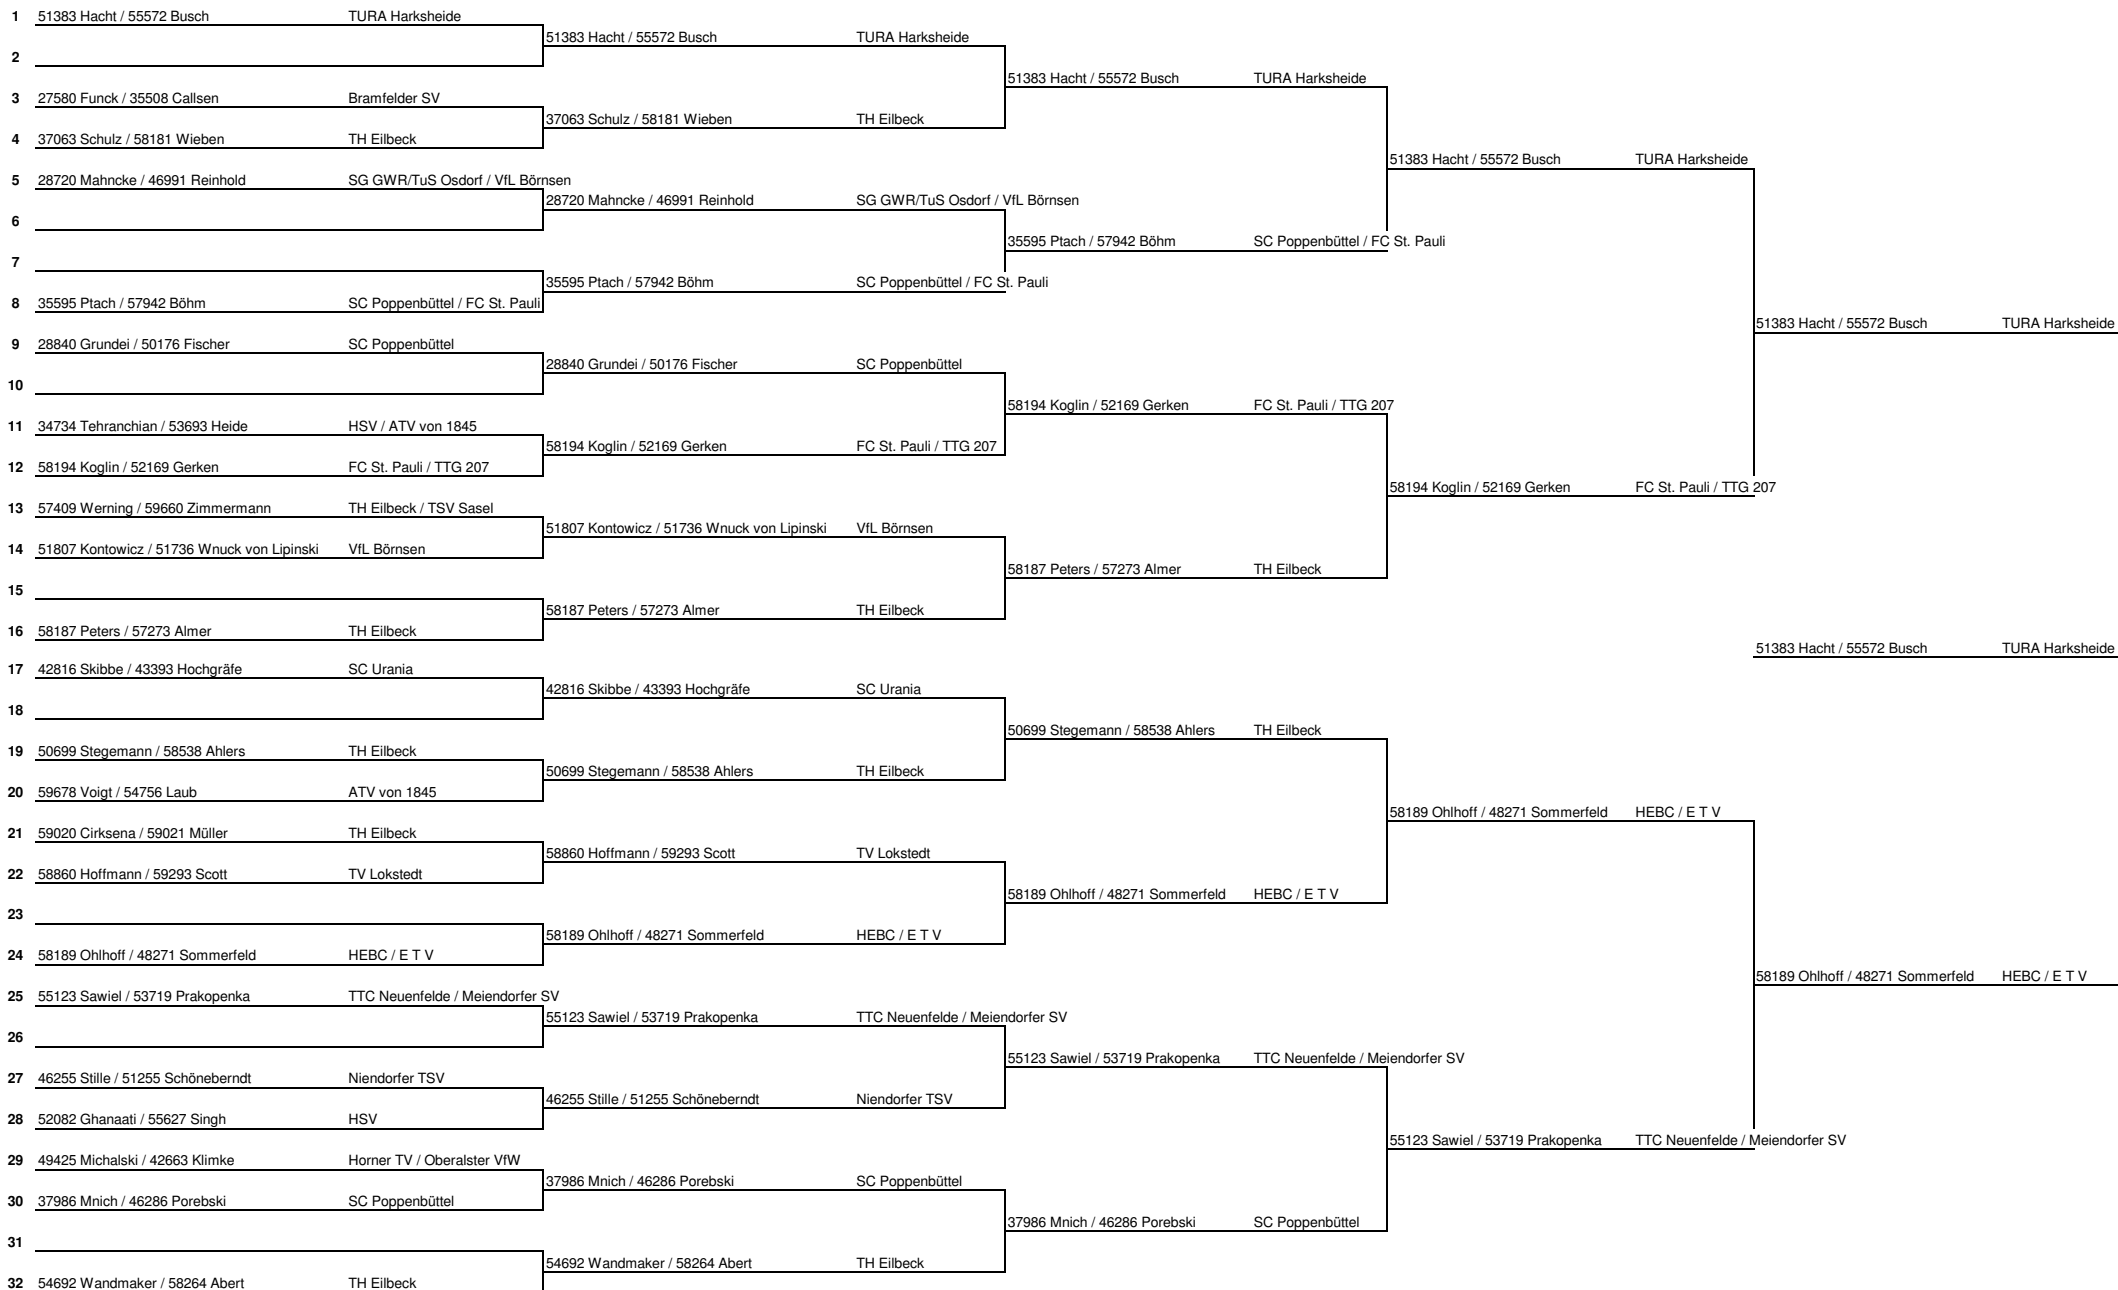 1 51383 Hacht / 55572 Busch TURA Harksheide
51383 Hacht / 55572 Busch TURA Harksheide
2
51383 Hacht / 55572 Busch TURA Harksheide
3 27580 Funck / 35508 Callsen Bramfelder SV
37063 Schulz / 58181 Wieben TH Eilbeck
4 37063 Schulz / 58181 Wieben TH Eilbeck
51383 Hacht / 55572 Busch TURA Harksheide
5 28720 Mahncke / 46991 Reinhold SG GWR/TuS Osdorf / VfL Börnsen
28720 Mahncke / 46991 Reinhold SG GWR/TuS Osdorf / VfL Börnsen
6
35595 Ptach / 57942 Böhm SC Poppenbüttel / FC St. Pauli
7
35595 Ptach / 57942 Böhm SC Poppenbüttel / FC St. Pauli
8 35595 Ptach / 57942 Böhm SC Poppenbüttel / FC St. Pauli
51383 Hacht / 55572 Busch TURA Harksheide
9 28840 Grundei / 50176 Fischer SC Poppenbüttel
28840 Grundei / 50176 Fischer SC Poppenbüttel
10
58194 Koglin / 52169 Gerken FC St. Pauli / TTG 207
11 34734 Tehranchian / 53693 Heide HSV / ATV von 1845
58194 Koglin / 52169 Gerken FC St. Pauli / TTG 207
12 58194 Koglin / 52169 Gerken FC St. Pauli / TTG 207
58194 Koglin / 52169 Gerken FC St. Pauli / TTG 207
13 57409 Werning / 59660 Zimmermann TH Eilbeck / TSV Sasel
51807 Kontowicz / 51736 Wnuck von Lipinski VfL Börnsen
14 51807 Kontowicz / 51736 Wnuck von Lipinski VfL Börnsen
58187 Peters / 57273 Almer TH Eilbeck
15
58187 Peters / 57273 Almer TH Eilbeck
16 58187 Peters / 57273 Almer TH Eilbeck
51383 Hacht / 55572 Busch TURA Harksheide
17 42816 Skibbe / 43393 Hochgräfe SC Urania
42816 Skibbe / 43393 Hochgräfe SC Urania
18
50699 Stegemann / 58538 Ahlers TH Eilbeck
19 50699 Stegemann / 58538 Ahlers TH Eilbeck
50699 Stegemann / 58538 Ahlers TH Eilbeck
20 59678 Voigt / 54756 Laub ATV von 1845
58189 Ohlhoff / 48271 Sommerfeld HEBC / E T V
21 59020 Cirksena / 59021 Müller TH Eilbeck
58860 Hoffmann / 59293 Scott TV Lokstedt
22 58860 Hoffmann / 59293 Scott TV Lokstedt
58189 Ohlhoff / 48271 Sommerfeld HEBC / E T V
23
58189 Ohlhoff / 48271 Sommerfeld HEBC / E T V
24 58189 Ohlhoff / 48271 Sommerfeld HEBC / E T V
58189 Ohlhoff / 48271 Sommerfeld HEBC / E T V
25 55123 Sawiel / 53719 Prakopenka TTC Neuenfelde / Meiendorfer SV
55123 Sawiel / 53719 Prakopenka TTC Neuenfelde / Meiendorfer SV
26
55123 Sawiel / 53719 Prakopenka TTC Neuenfelde / Meiendorfer SV
27 46255 Stille / 51255 Schöneberndt Niendorfer TSV
46255 Stille / 51255 Schöneberndt Niendorfer TSV
28 52082 Ghanaati / 55627 Singh HSV
55123 Sawiel / 53719 Prakopenka TTC Neuenfelde / Meiendorfer SV
29 49425 Michalski / 42663 Klimke Horner TV / Oberalster VfW
37986 Mnich / 46286 Porebski SC Poppenbüttel
30 37986 Mnich / 46286 Porebski SC Poppenbüttel
37986 Mnich / 46286 Porebski SC Poppenbüttel
31
54692 Wandmaker / 58264 Abert TH Eilbeck
32 54692 Wandmaker / 58264 Abert TH Eilbeck